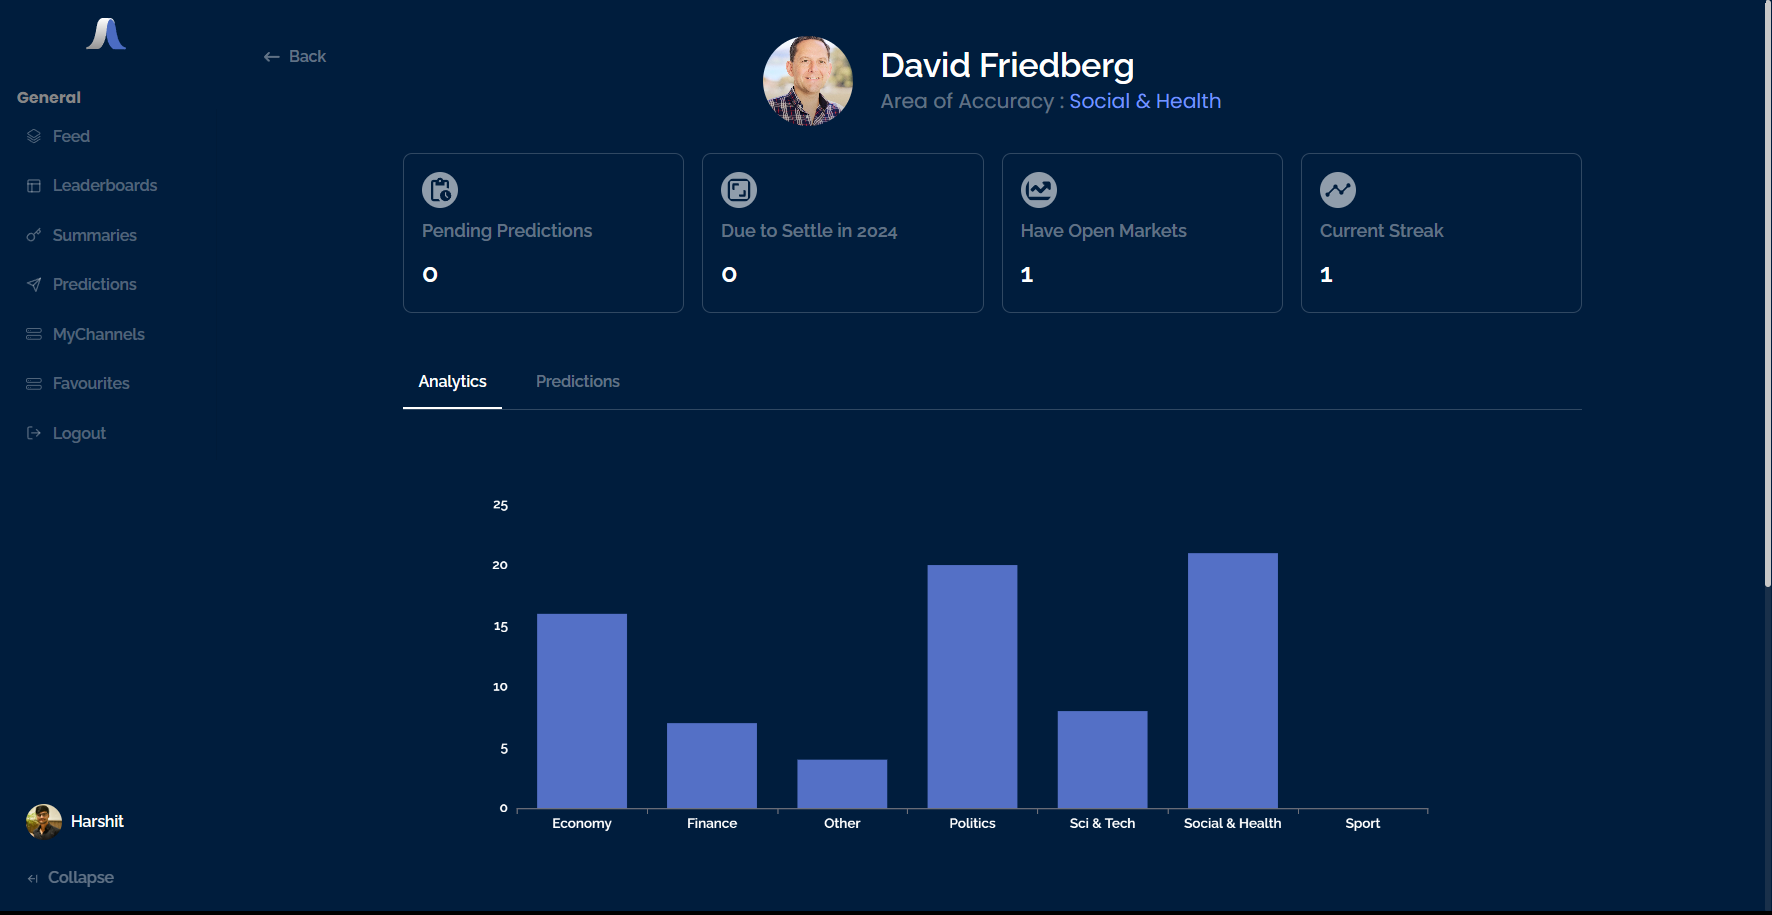 Back
David Friedberg
Area of Accuracy : Social & Health
General
Feed
Leaderboards
Summaries
Predictions
MyChannels
Favourites
Logout
Harshit
Collapse
Pending Predictions
0
Due to Settle in 2024
0
Have Open Markets
1
Current Streak
1
Analytics Predictions
25
20
15
10
5
0
Economy Finance Other Politics Sci & Tech Social & Health Sport